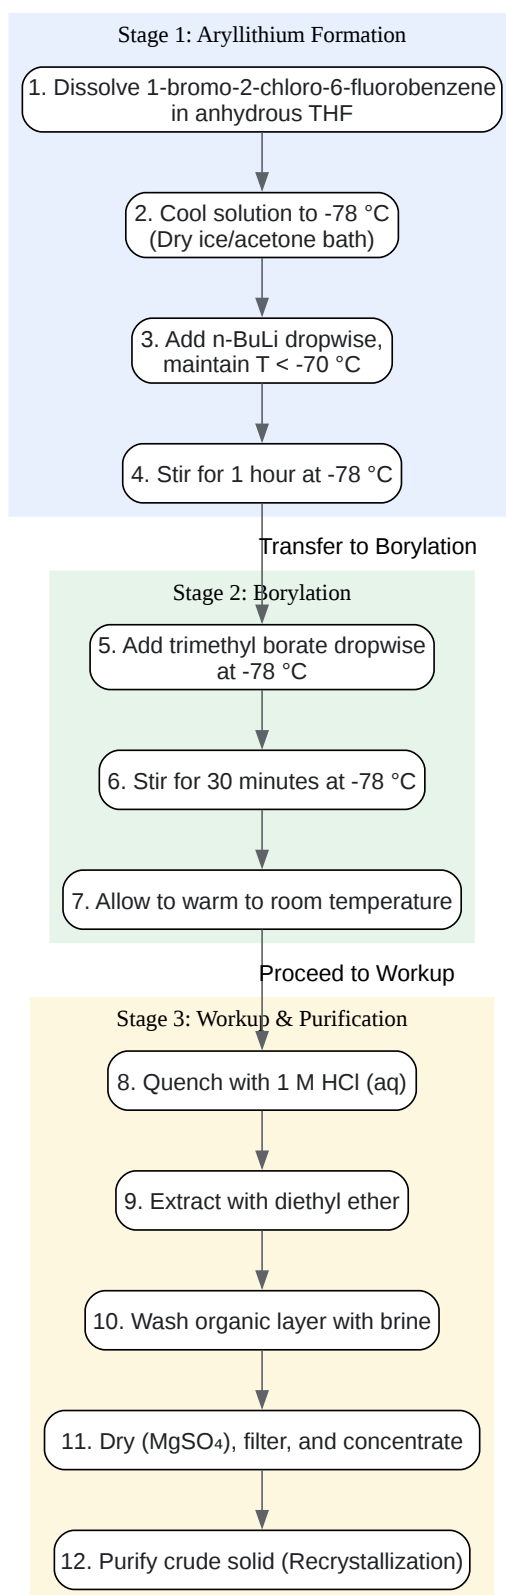 Stage 1: Aryllithium Formation
1. Dissolve 1-bromo-2-chloro-6-fluorobenzene
in anhydrous THF
2. Cool solution to -78 °C
(Dry ice/acetone bath)
3. Add n-BuLi dropwise,
maintain T < -70 °C
4. Stir for 1 hour at -78 °C
Transfer to Borylation
Stage 2: Borylation
5. Add trimethyl borate dropwise
at -78 °C
6. Stir for 30 minutes at -78 °C
7. Allow to warm to room temperature
Proceed to Workup
Stage 3: Workup & Purification
8. Quench with 1 M HCl (aq)
9. Extract with diethyl ether
10. Wash organic layer with brine
11. Dry (MgSO₄), filter, and concentrate
12. Purify crude solid (Recrystallization)